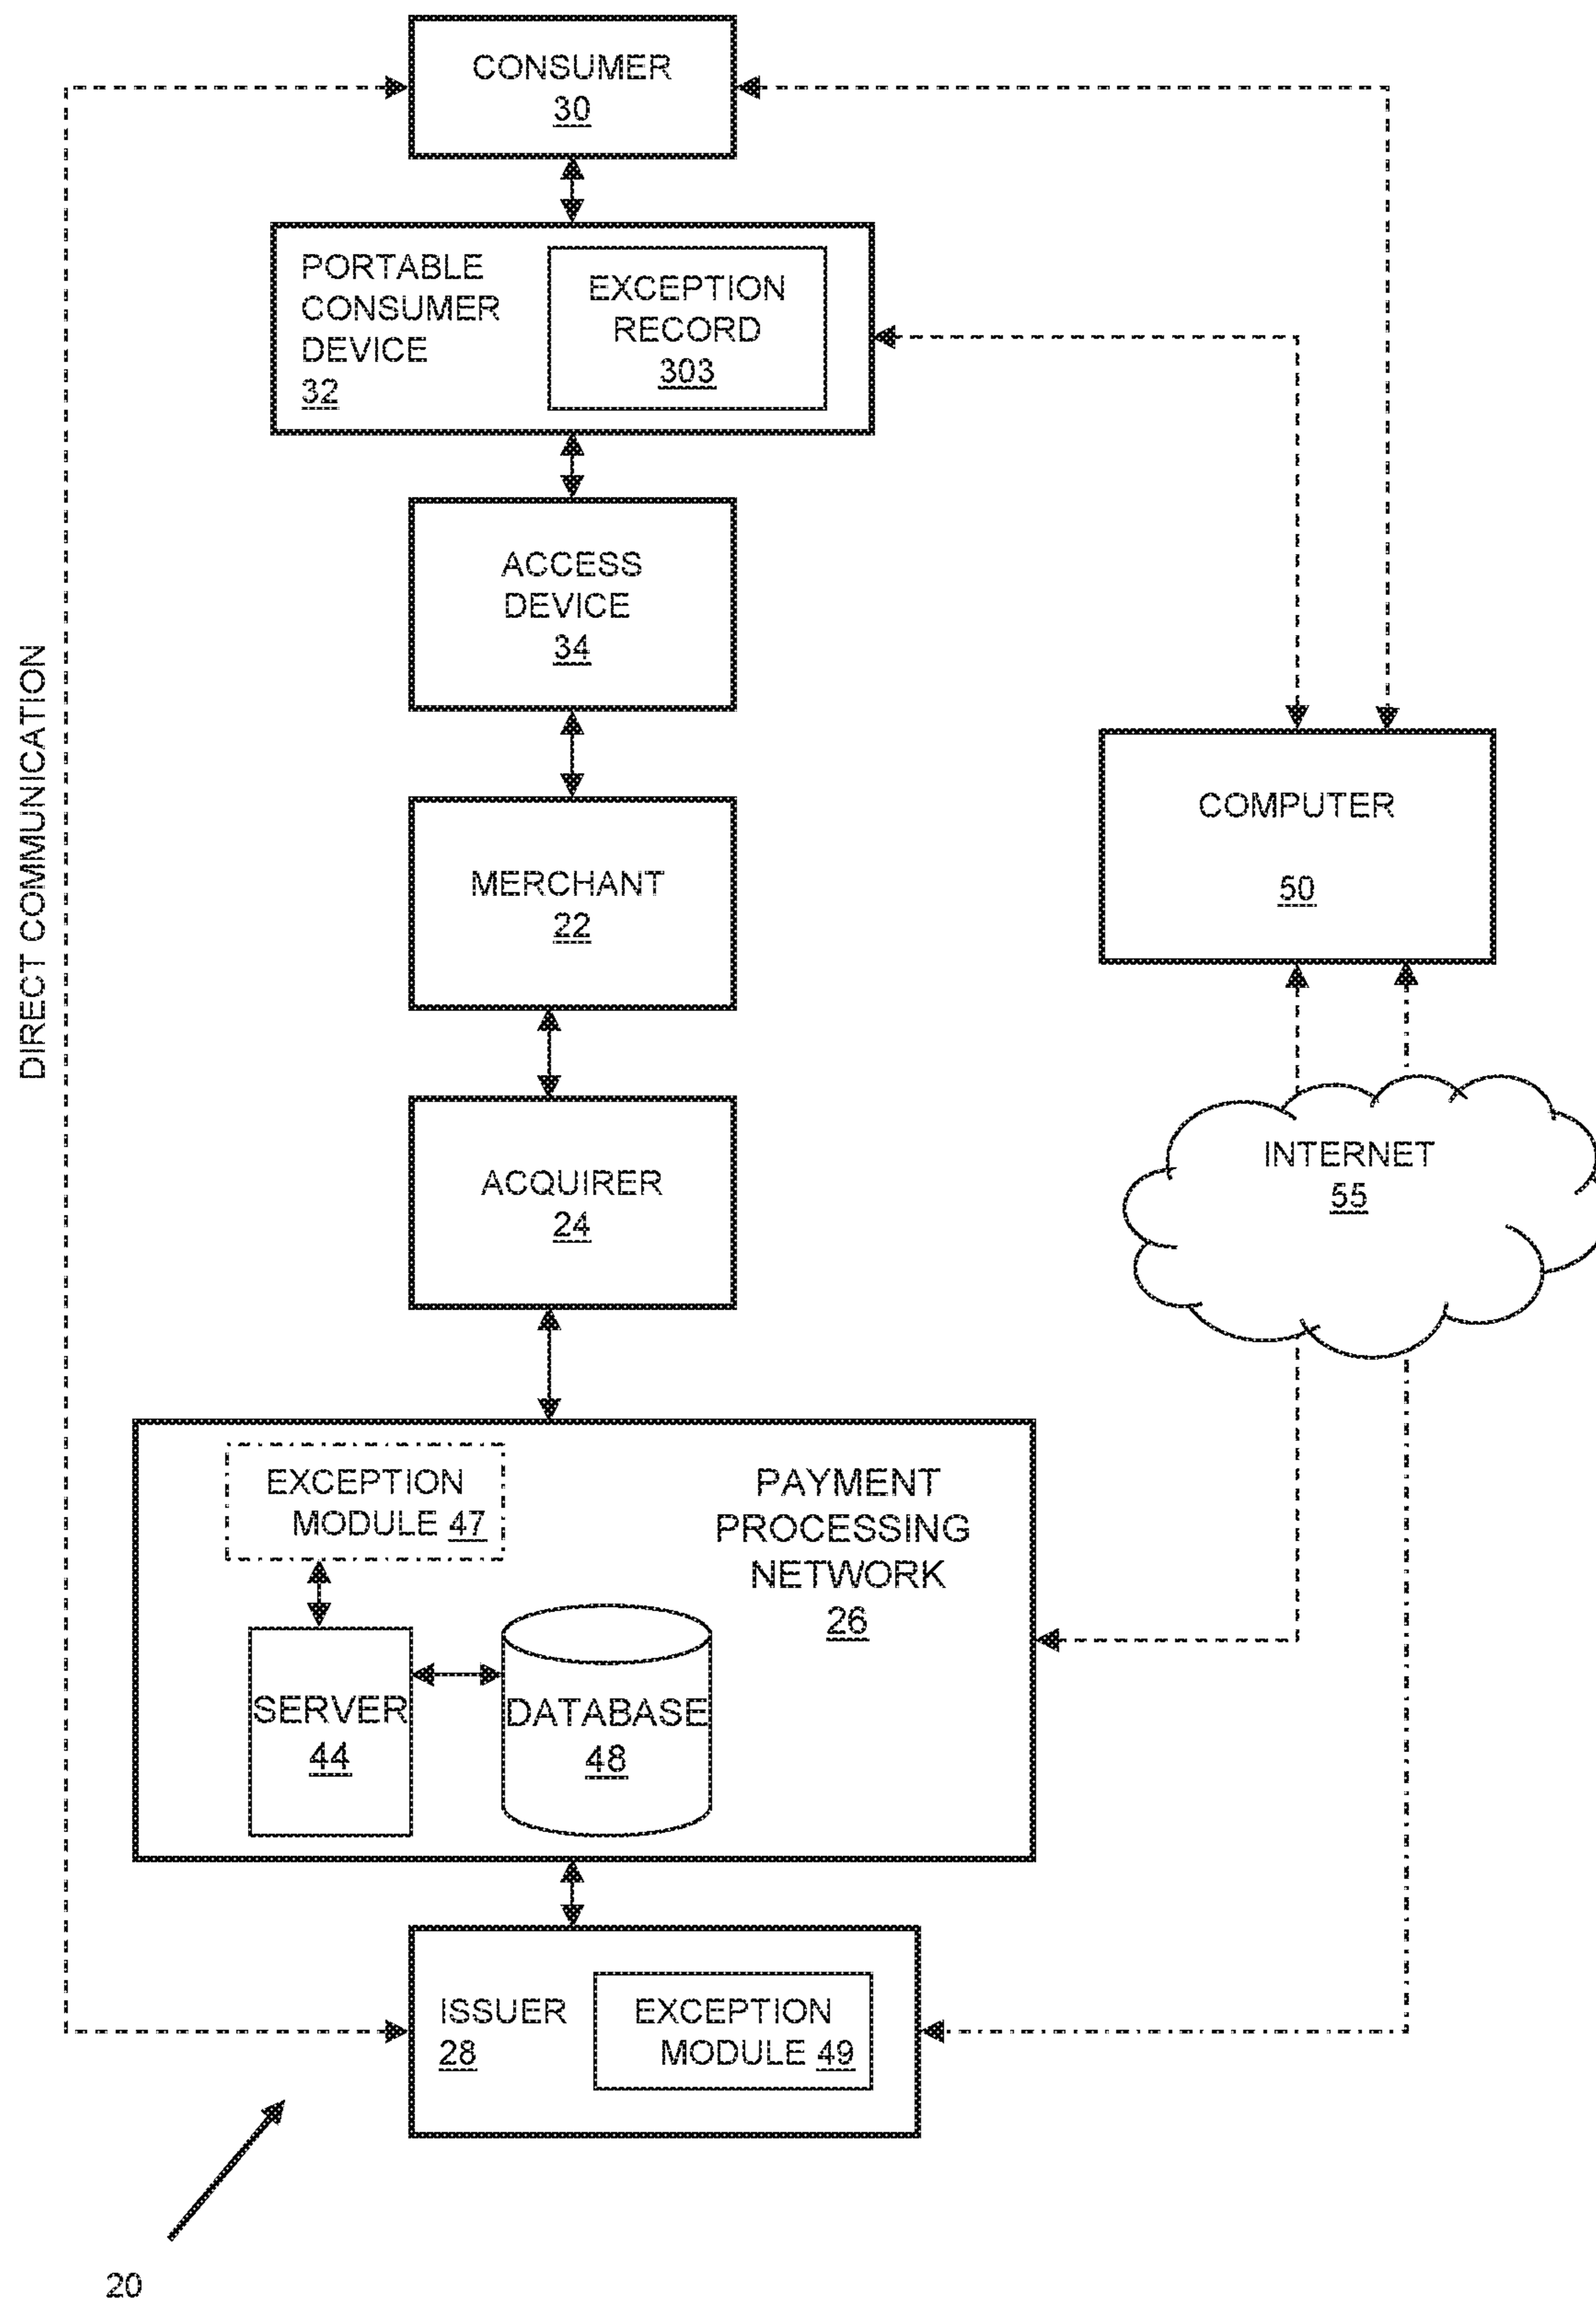 CONSUMER
30
PORTABLE
CONSUMER
DEVICE
32
EXCEPTION
RECORD
303
ACCESS
DEVICE
34
DIRECT COMMUNICATION
MERCHANT
22
COMPUTER
50
ACQUIRER
24
INTERNET
55
EXCEPTION
MODULE 47
PAYMENT
PROCESSING
NETWORK
26
SERVER
44
DATABASE
48
ISSUER
28
EXCEPTION
MODULE 49
20